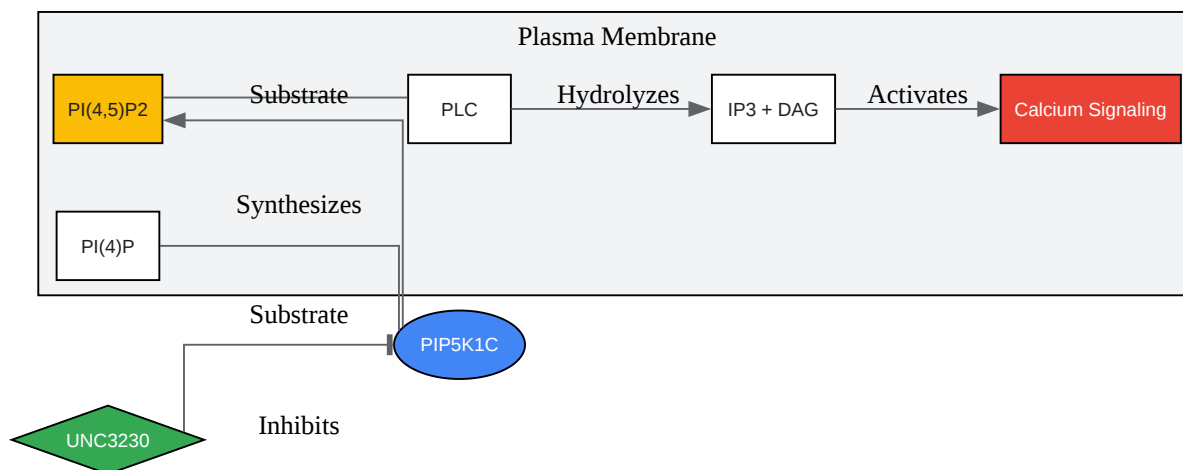 Plasma Membrane
PI(4,5)P2
Substrate
PLC
Hydrolyzes
IP3 + DAG
Activates
Calcium Signaling
Synthesizes
PI(4)P
Substrate
PIP5K1C
Inhibits
UNC3230